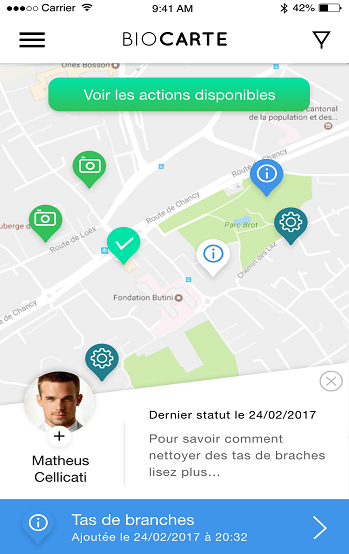 Carrier 9:41 AM 42%
BIOCARTE
Onex Bosson
Voir les actions disponibles
cantonal
de la population et des...
Route de Chancy
uberge d
Route de Loëx
Route de Chancy
Parc Brot
Chemin des Laz
Route de Chancy
Fondation Butini
Dernier statut le 24/02/2017
Pour savoir comment
nettoyer des tas de braches
lisez plus...
Matheus
Cellicati
Tas de branches
Ajoutée le 24/02/2017 à 20:32